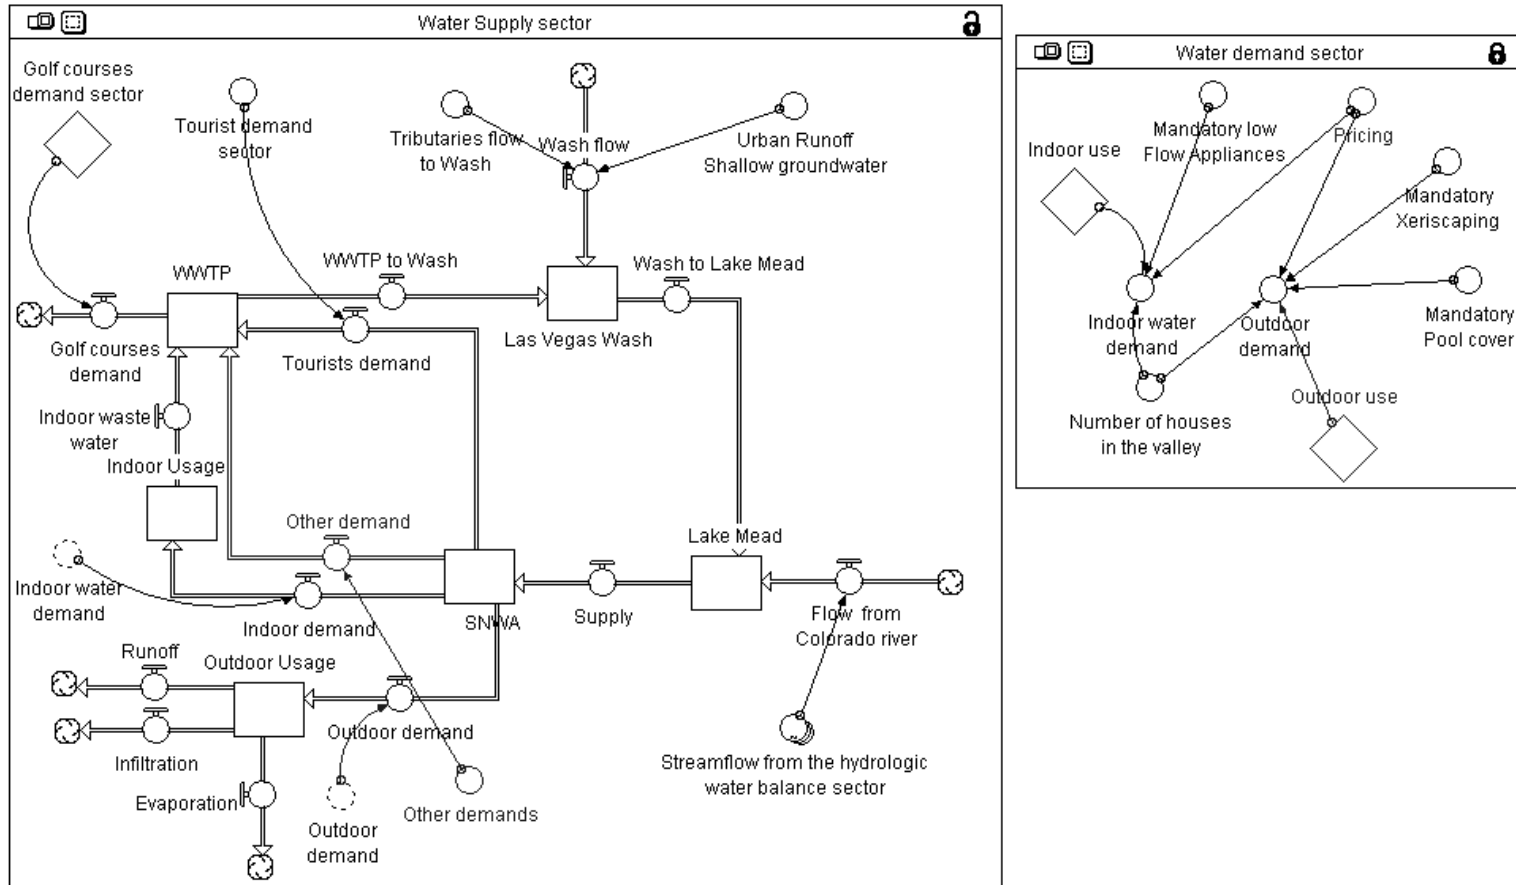 Water Supply sector
Golf courses
demand sector
Tourist demand
sector
Tributaries flow
to Wash
Wash flow
Urban Runoff
Shallow groundwater
WWTP
WWTP to Wash
Wash to Lake Mead
Las Vegas Wash
Golf courses
demand
Tourists demand
Indoor waste
water
Indoor Usage
Other demand
Lake Mead
Indoor water
demand
Indoor demand
SNWA
Supply
Flow from
Colorado river
Runoff
Outdoor Usage
Outdoor demand
Infiltration
Evaporation
Streamflow from the hydrologic
water balance sector
Other demands
Outdoor
demand
Water demand sector
Mandatory low
Flow Appliances
Pricing
Indoor use
Mandatory
Xeriscaping
Indoor water
demand
Outdoor
demand
Mandatory
Pool cover
Outdoor use
Number of houses
in the valley